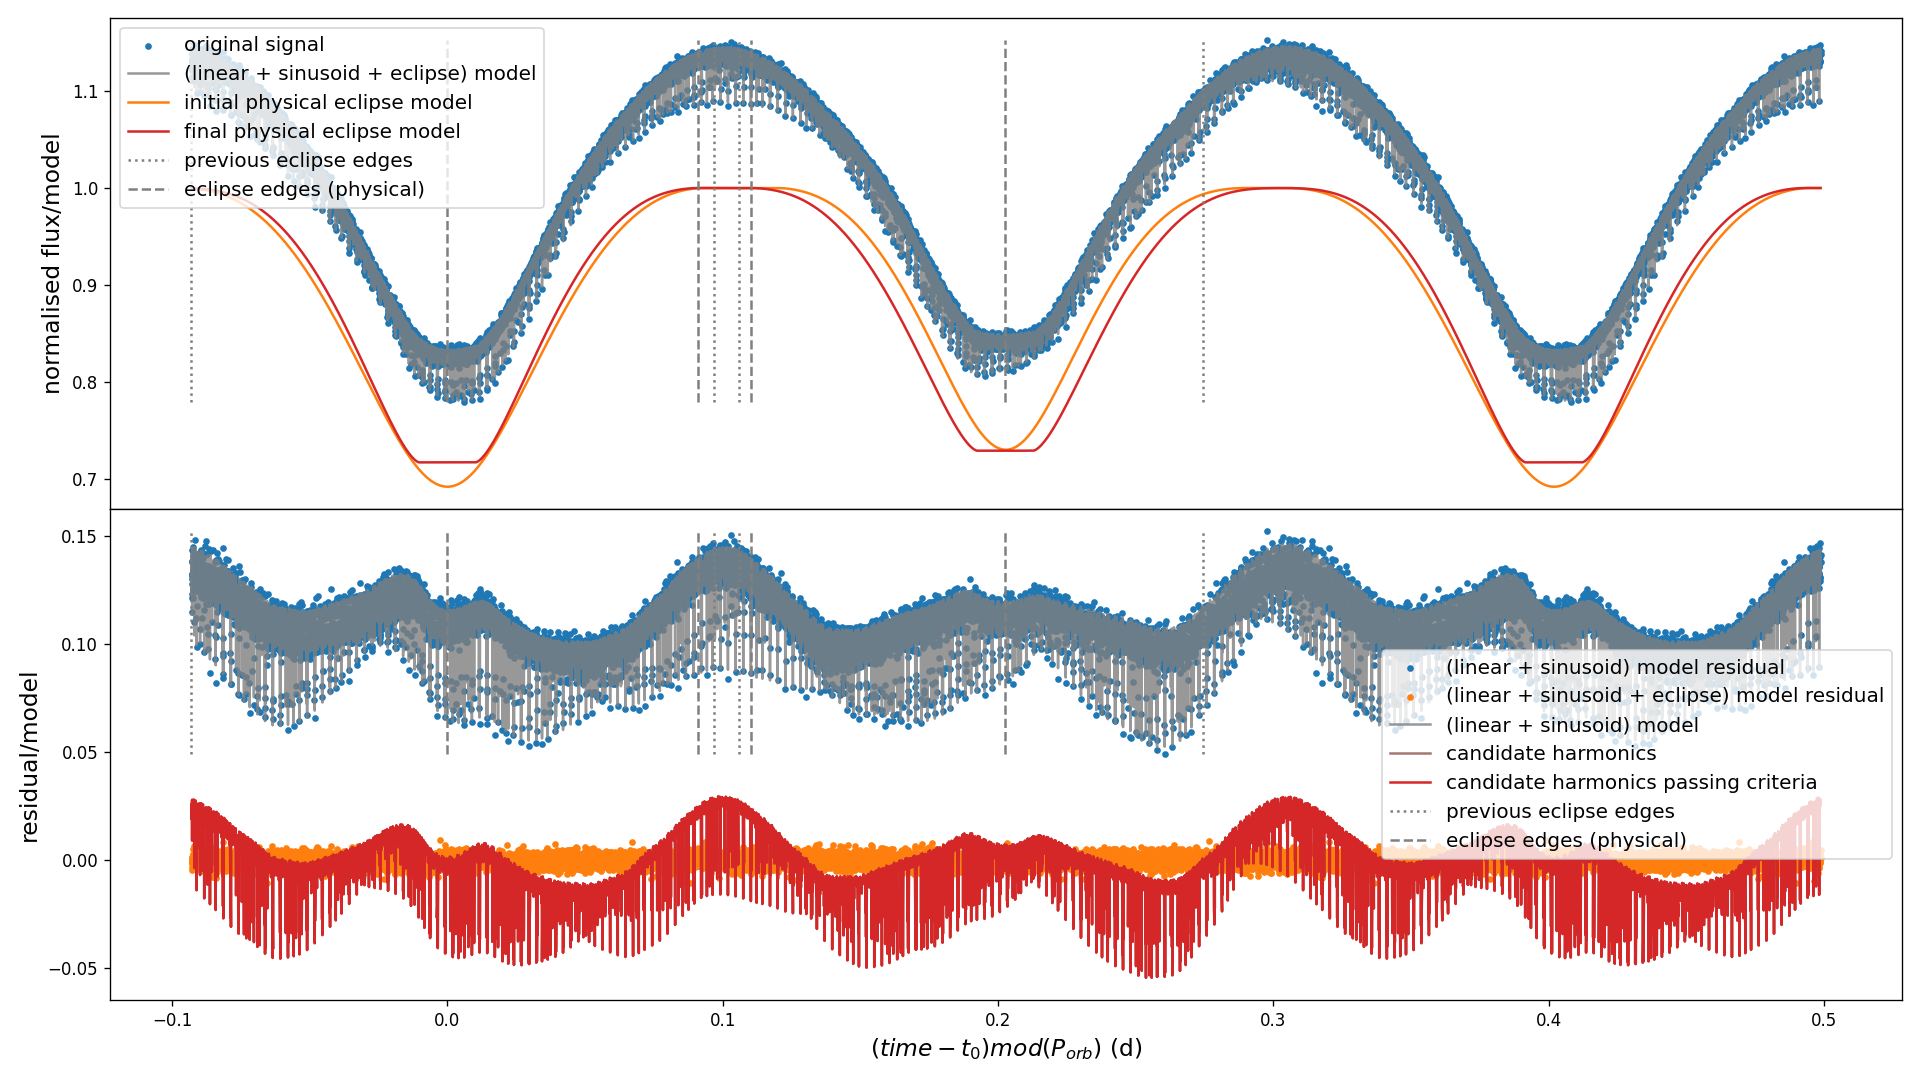 original signal
(linear + sinusoid + eclipse) model
initial physical eclipse model
final physical eclipse model
previous eclipse edges
eclipse edges (physical)
normalised flux/model
1.1
1.0
0.9
0.8
0.7
(linear + sinusoid) model residual
(linear + sinusoid + eclipse) model residual
(linear + sinusoid) model
candidate harmonics
candidate harmonics passing criteria
previous eclipse edges
eclipse edges (physical)
residual/model
0.15
0.10
0.05
0.00
−0.05
−0.1 0.0 0.1 0.2 0.3 0.4 0.5
(time − t₀)mod(P_orb) (d)